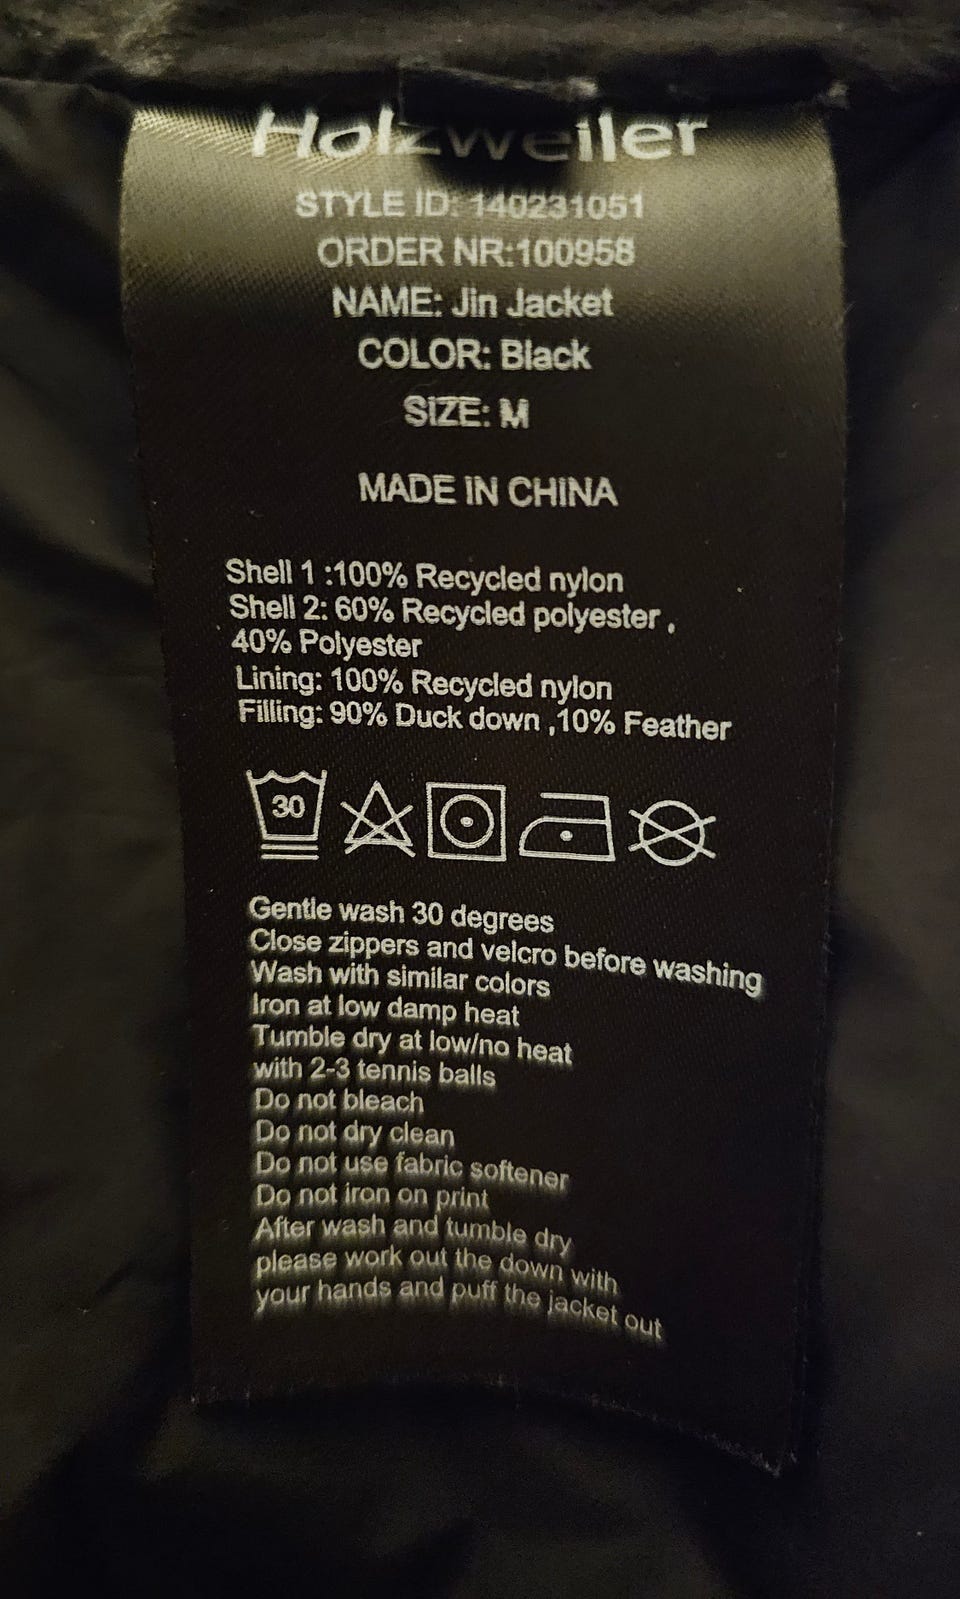 Holzweiler
STYLE ID: 140231051
ORDER NR:100958
NAME: Jin Jacket
COLOR: Black
SIZE: M
MADE IN CHINA
Shell 1 :100% Recycled nylon
Shell 2: 60% Recycled polyester ,
40% Polyester
Lining: 100% Recycled nylon
Filling: 90% Duck down ,10% Feather
30
Gentle wash 30 degrees
Close zippers and velcro before washing
Wash with similar colors
Iron at low damp heat
Tumble dry at low/no heat
with 2-3 tennis balls
Do not bleach
Do not dry clean
Do not use fabric softener
Do not iron on print
After wash and tumble dry
please work out the down with
your hands and puff the jacket out